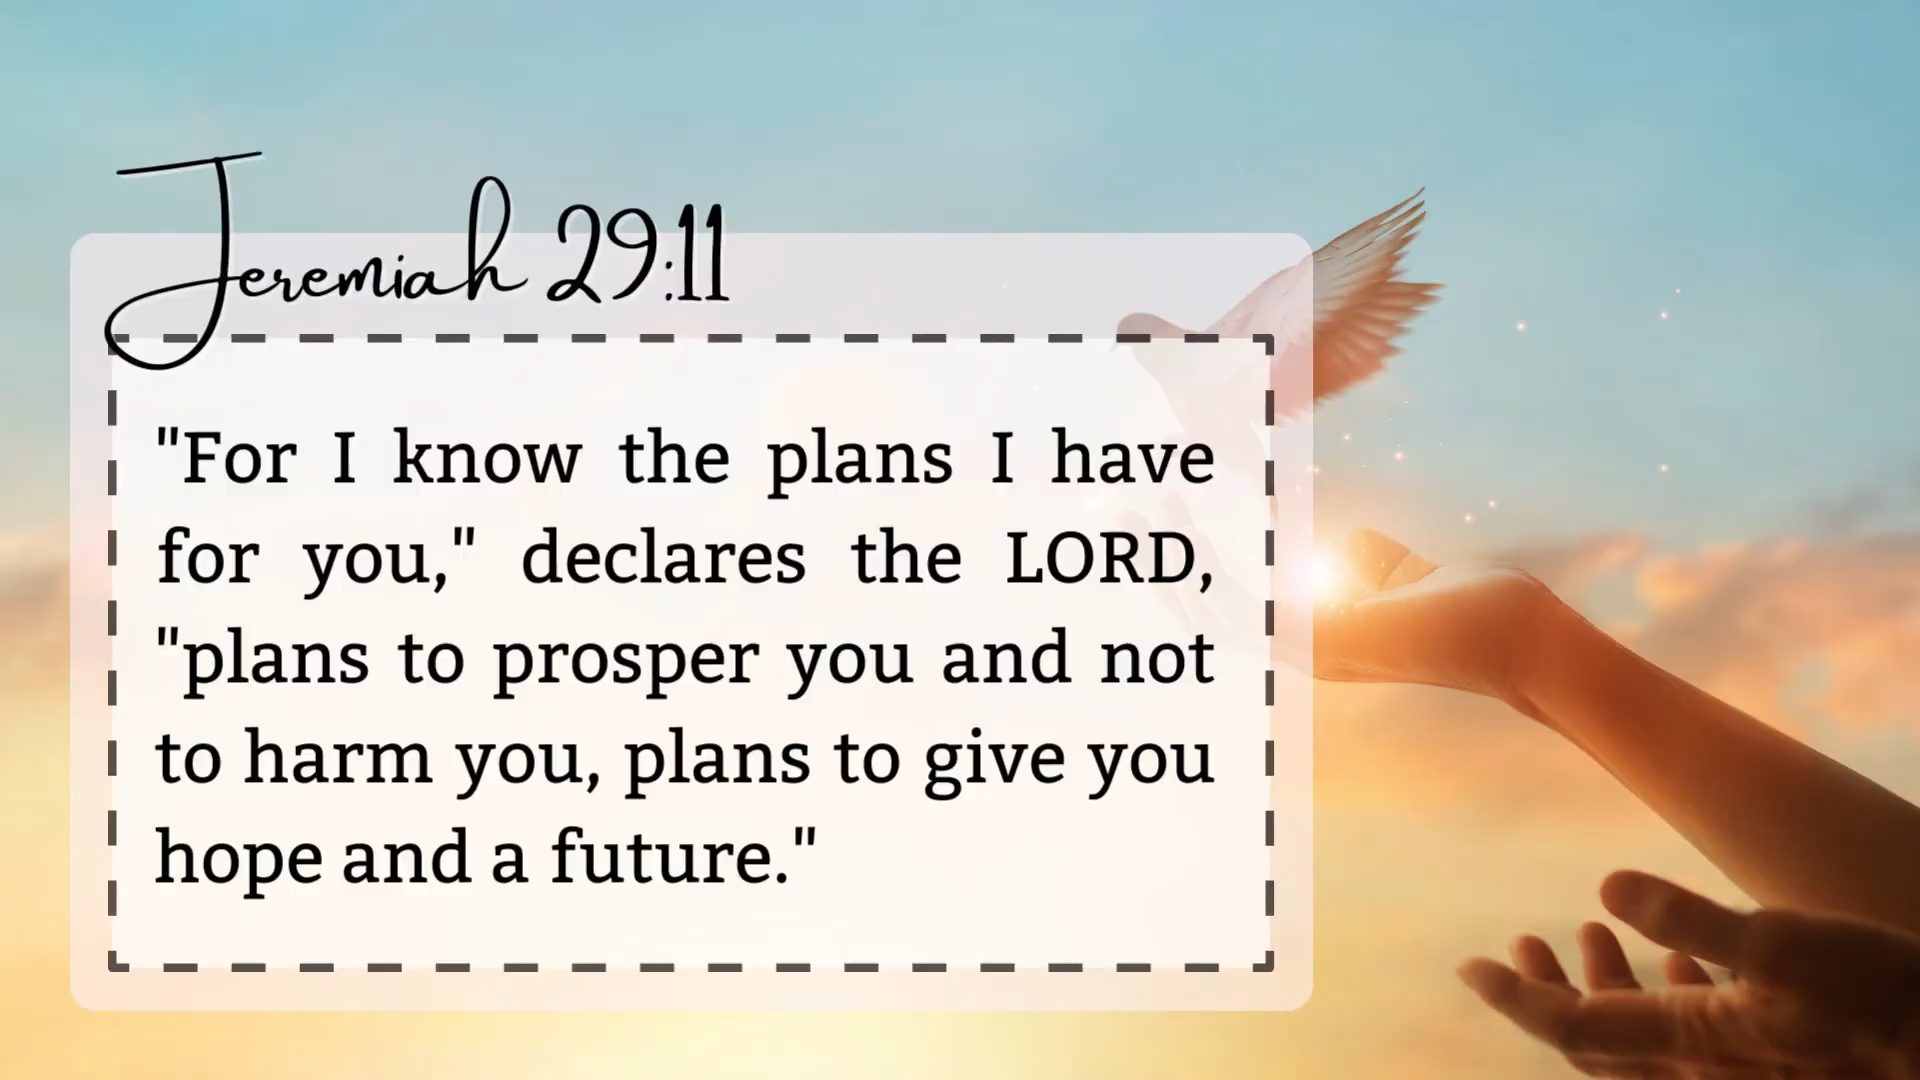 Jeremiah 29:11
"For I know the plans I have
for you," declares the LORD,
"plans to prosper you and not
to harm you, plans to give you
hope and a future."